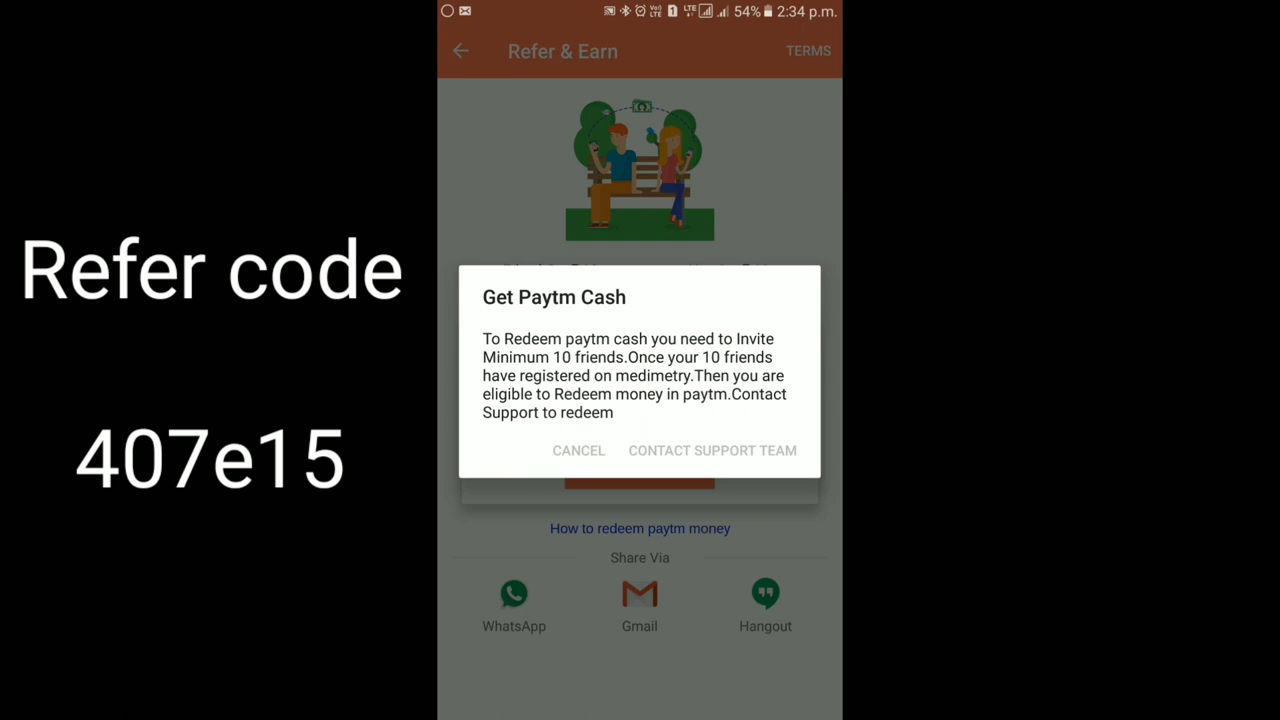 VoLTE 1 LTE 54% 2:34 p.m.
Refer & Earn TERMS
Refer code
407e15
Get Paytm Cash
To Redeem paytm cash you need to Invite
Minimum 10 friends.Once your 10 friends
have registered on medimetry.Then you are
eligible to Redeem money in paytm.Contact
Support to redeem
CANCEL CONTACT SUPPORT TEAM
How to redeem paytm money
Share Via
WhatsApp Gmail Hangout